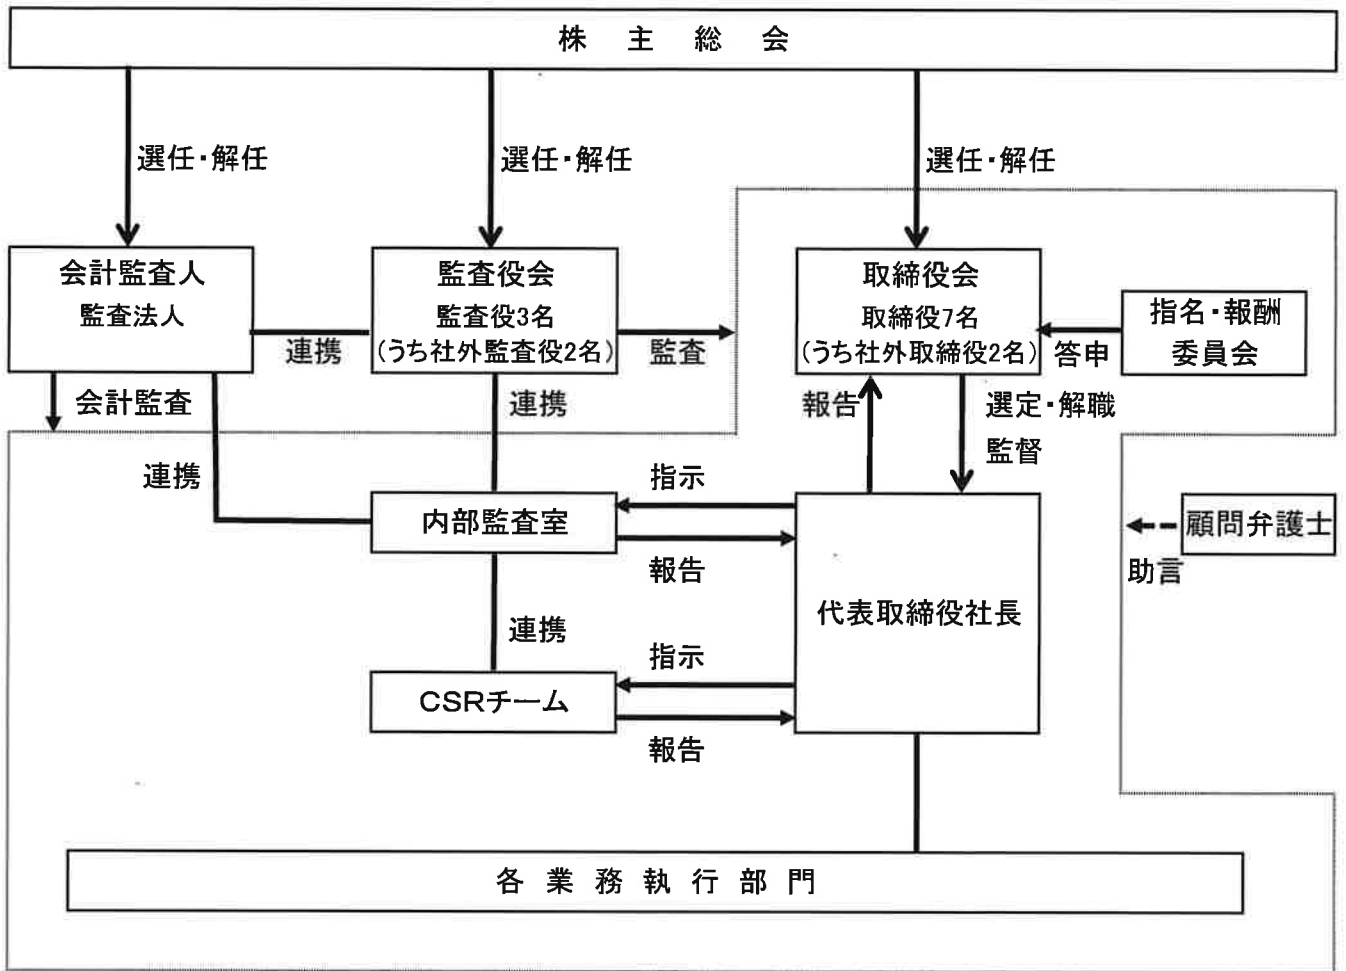 株主総会
選任・解任
選任・解任
選任・解任
会計監査人
監査法人
連携
監査役会
監査役3名
(うち社外監査役2名)
監査
取締役会
取締役7名
(うち社外取締役2名)
答申
指名・報酬
委員会
会計監査
連携
報告
選定・解職
監督
連携
指示
内部監査室
報告
顧問弁護士
助言
代表取締役社長
連携
指示
CSRチーム
報告
各業務執行部門